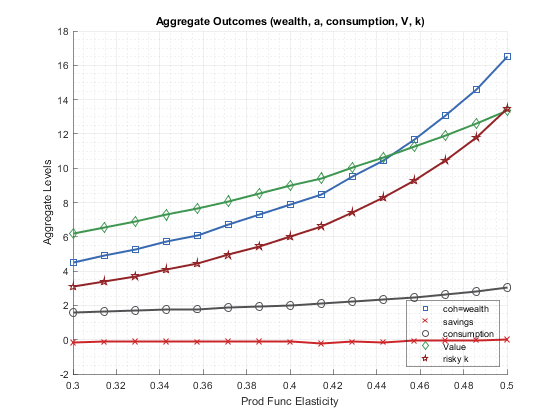 Aggregate Outcomes (wealth, a, consumption, V, k)
18
16
14
12
10
8
6
4
2
0
-2
Aggregate Levels
0.3 0.32 0.34 0.36 0.38 0.4 0.42 0.44 0.46 0.48 0.5
Prod Func Elasticity
coh=wealth
savings
consumption
Value
risky k